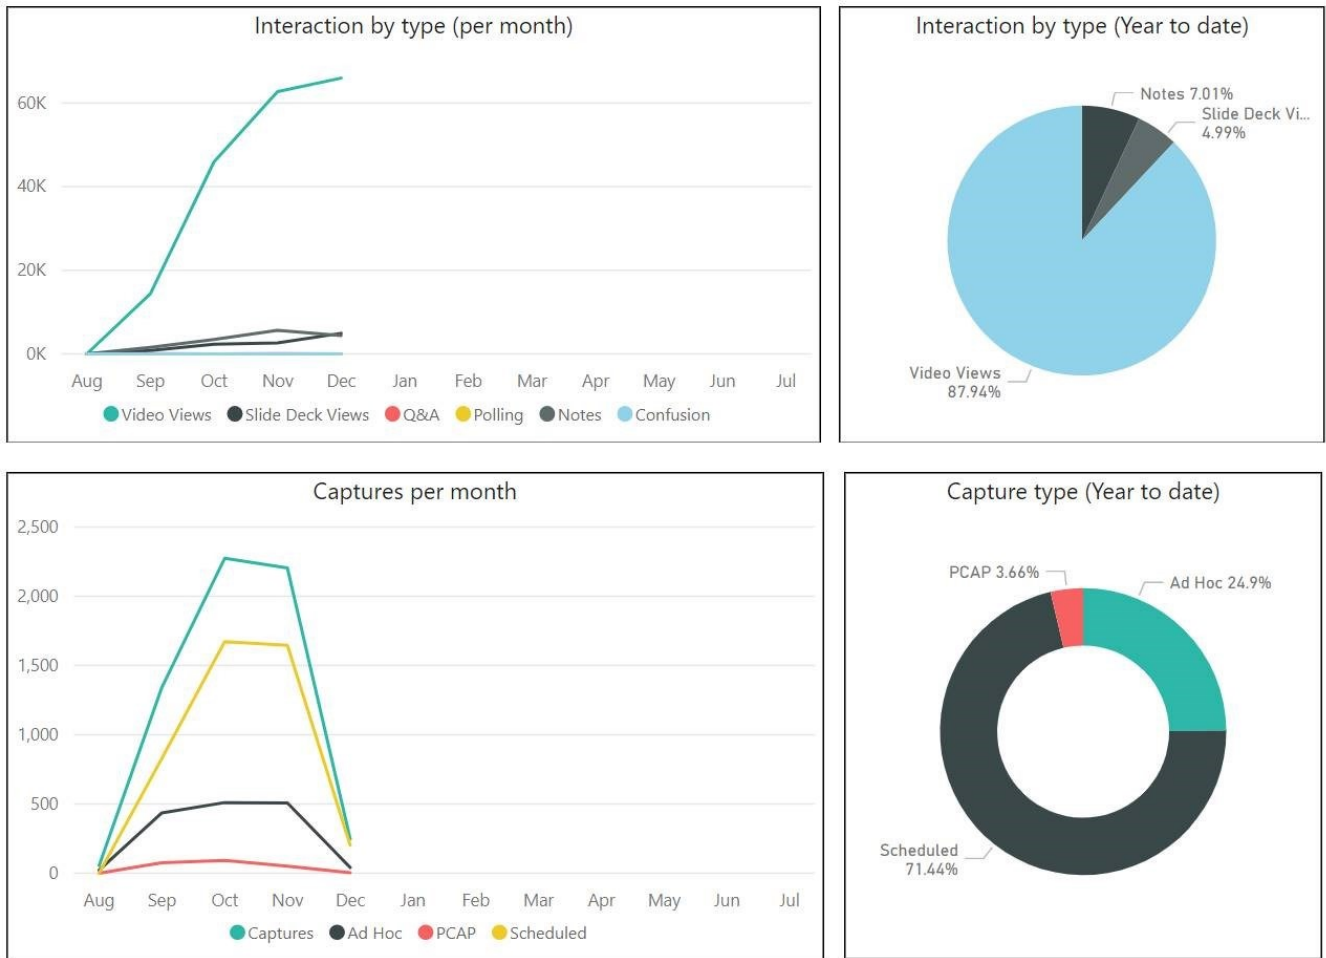 Interaction by type (per month)
60K
40K
20K
0K
Aug Sep Oct Nov Dec Jan Feb Mar Apr May Jun Jul
Video Views Slide Deck Views Q&A Polling Notes Confusion
Interaction by type (Year to date)
Notes 7.01%
Slide Deck Vi...
4.99%
Video Views
87.94%
Captures per month
2,500
2,000
1,500
1,000
500
0
Aug Sep Oct Nov Dec Jan Feb Mar Apr May Jun Jul
Captures Ad Hoc PCAP Scheduled
Capture type (Year to date)
PCAP 3.66%
Ad Hoc 24.9%
Scheduled
71.44%